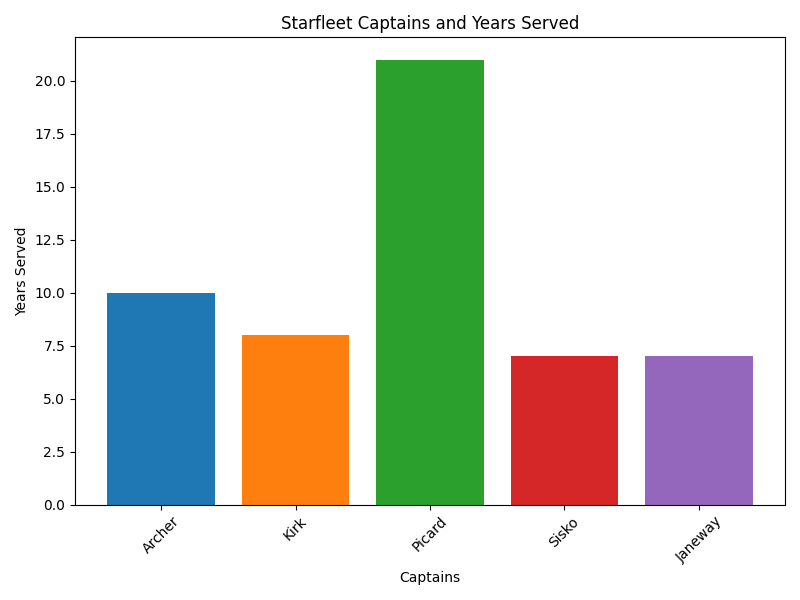 Starfleet Captains and Years Served
Years Served
20.0
17.5
15.0
12.5
10.0
7.5
5.0
2.5
0.0
Archer
Kirk
Picard
Sisko
Janeway
Captains